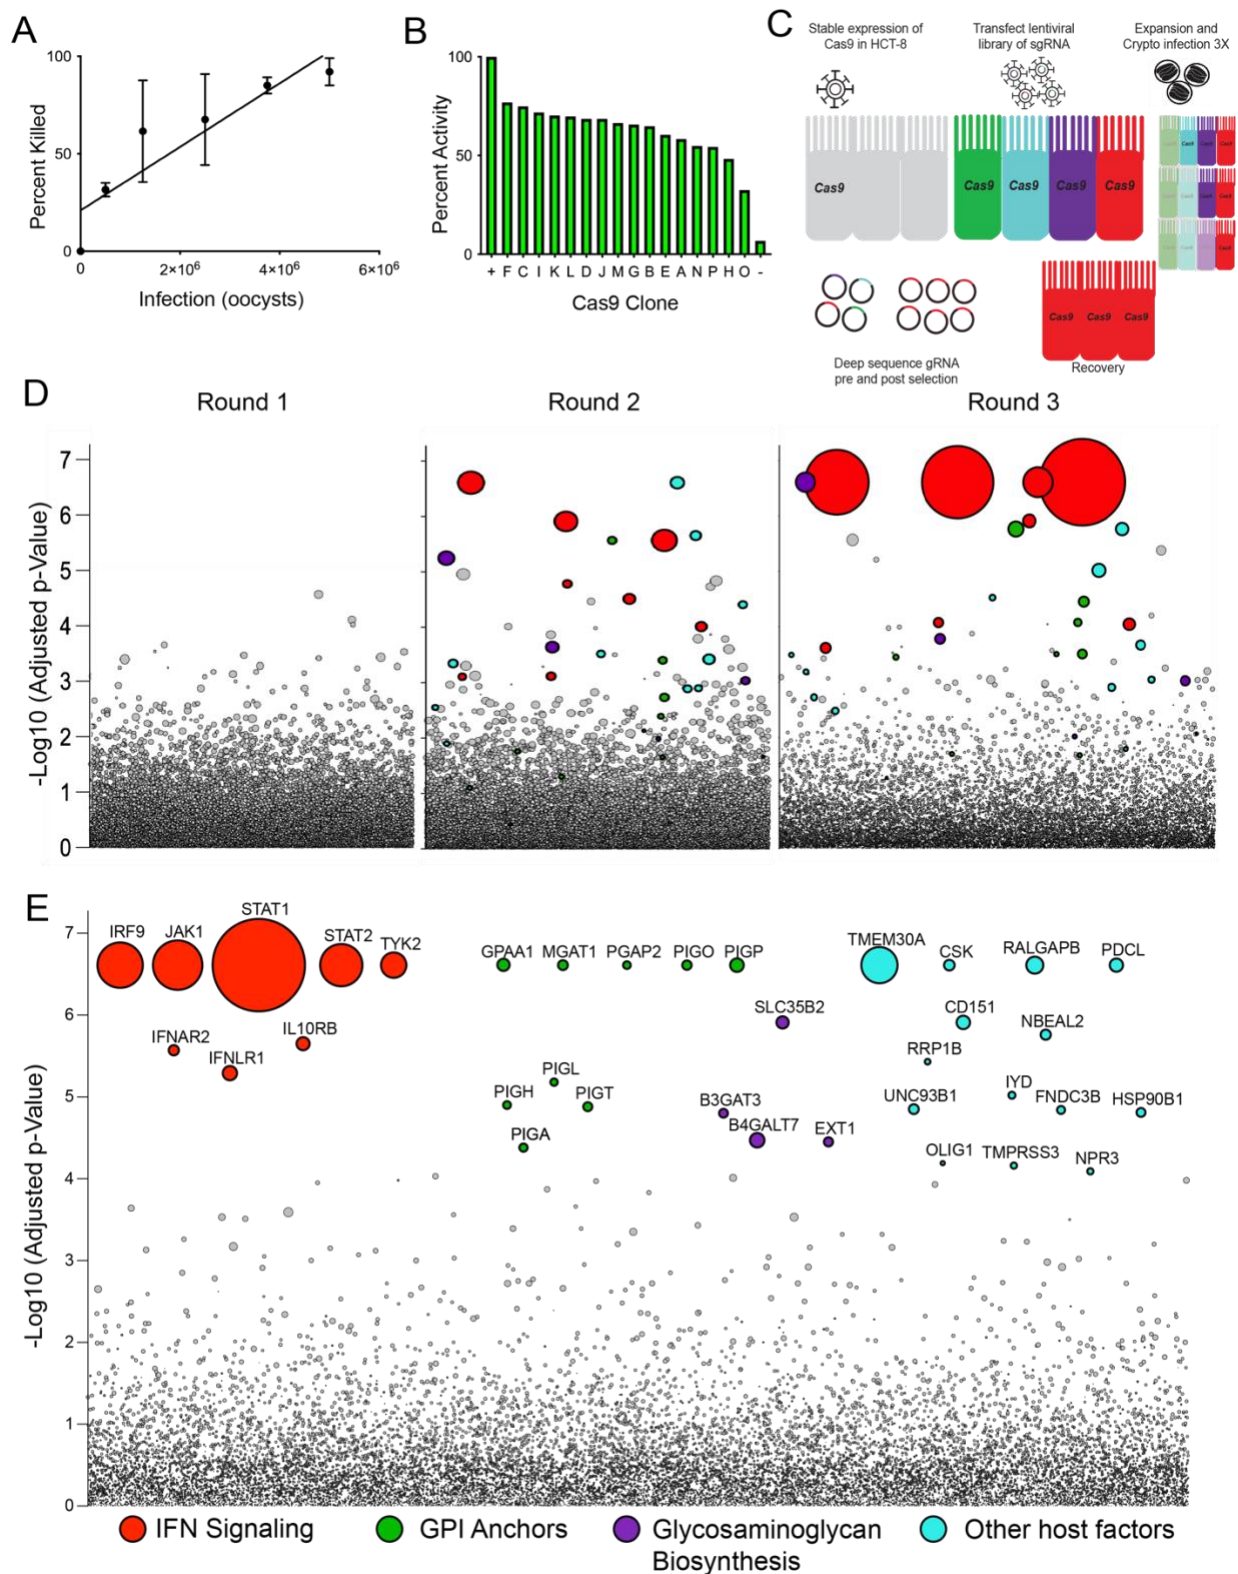 A
100
50
0
Percent Killed
0
2×10⁶
4×10⁶
6×10⁶
Infection (oocysts)
B
100
50
0
Percent Activity
+ F C I K L D J M G B E A N P H O -
Cas9 Clone
C
Stable expression of
Cas9 in HCT-8
Transfect lentiviral
library of sgRNA
Expansion and
Crypto infection 3X
Cas9
Cas9
Cas9
Cas9
Cas9
Cas9
Cas9
Cas9
Cas9
Cas9
Cas9
Deep sequence gRNA
pre and post selection
Recovery
D
Round 1
Round 2
Round 3
7
6
5
4
3
2
1
0
-Log10 (Adjusted p-Value)
E
7
6
5
4
3
2
1
0
-Log10 (Adjusted p-Value)
IRF9
JAK1
STAT1
STAT2
TYK2
GPAA1
MGAT1
PGAP2
PIGO
PIGP
TMEM30A
CSK
RALGAPB
PDCL
IFNAR2
IFNLR1
IL10RB
SLC35B2
CD151
NBEAL2
RRP1B
PIGH
PIGL
PIGT
PIGA
B3GAT3
B4GALT7
EXT1
UNC93B1
IYD
FNDC3B
HSP90B1
OLIG1
TMPRSS3
NPR3
IFN Signaling
GPI Anchors
Glycosaminoglycan
Biosynthesis
Other host factors